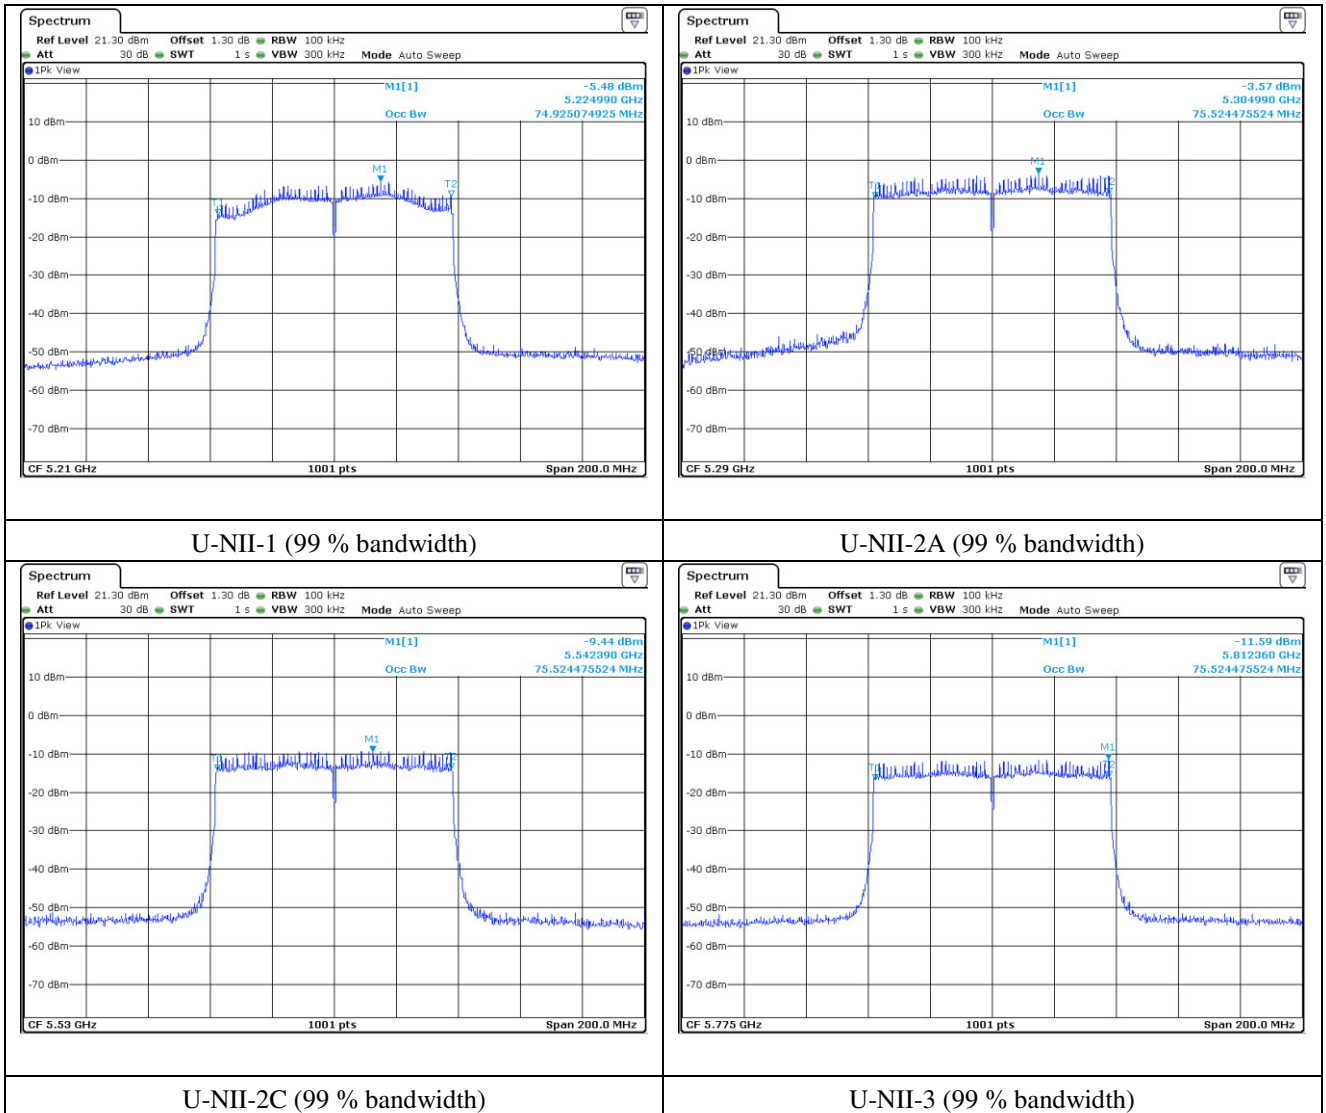 Spectrum
Ref Level 21.30 dBm Offset 1.30 dB RBW 100 kHz
Att 30 dB SWT 1 s VBW 300 kHz Mode Auto Sweep
1Pk View
M1[1] -5.48 dBm
5.224990 GHz
Occ Bw 74.925074925 MHz
10 dBm
0 dBm
M1
T2
-10 dBm
-20 dBm
-30 dBm
-40 dBm
-50 dBm
-60 dBm
-70 dBm
CF 5.21 GHz 1001 pts Span 200.0 MHz
U-NII-1 (99 % bandwidth)
Spectrum
Ref Level 21.30 dBm Offset 1.30 dB RBW 100 kHz
Att 30 dB SWT 1 s VBW 300 kHz Mode Auto Sweep
1Pk View
M1[1] -3.57 dBm
5.304990 GHz
Occ Bw 75.524475524 MHz
10 dBm
0 dBm
M1
-10 dBm
-20 dBm
-30 dBm
-40 dBm
-50 dBm
-60 dBm
-70 dBm
CF 5.29 GHz 1001 pts Span 200.0 MHz
U-NII-2A (99 % bandwidth)
Spectrum
Ref Level 21.30 dBm Offset 1.30 dB RBW 100 kHz
Att 30 dB SWT 1 s VBW 300 kHz Mode Auto Sweep
1Pk View
M1[1] -9.44 dBm
5.542390 GHz
Occ Bw 75.524475524 MHz
10 dBm
0 dBm
M1
-10 dBm
-20 dBm
-30 dBm
-40 dBm
-50 dBm
-60 dBm
-70 dBm
CF 5.53 GHz 1001 pts Span 200.0 MHz
U-NII-2C (99 % bandwidth)
Spectrum
Ref Level 21.30 dBm Offset 1.30 dB RBW 100 kHz
Att 30 dB SWT 1 s VBW 300 kHz Mode Auto Sweep
1Pk View
M1[1] -11.59 dBm
5.812360 GHz
Occ Bw 75.524475524 MHz
10 dBm
0 dBm
M1
-10 dBm
-20 dBm
-30 dBm
-40 dBm
-50 dBm
-60 dBm
-70 dBm
CF 5.775 GHz 1001 pts Span 200.0 MHz
U-NII-3 (99 % bandwidth)